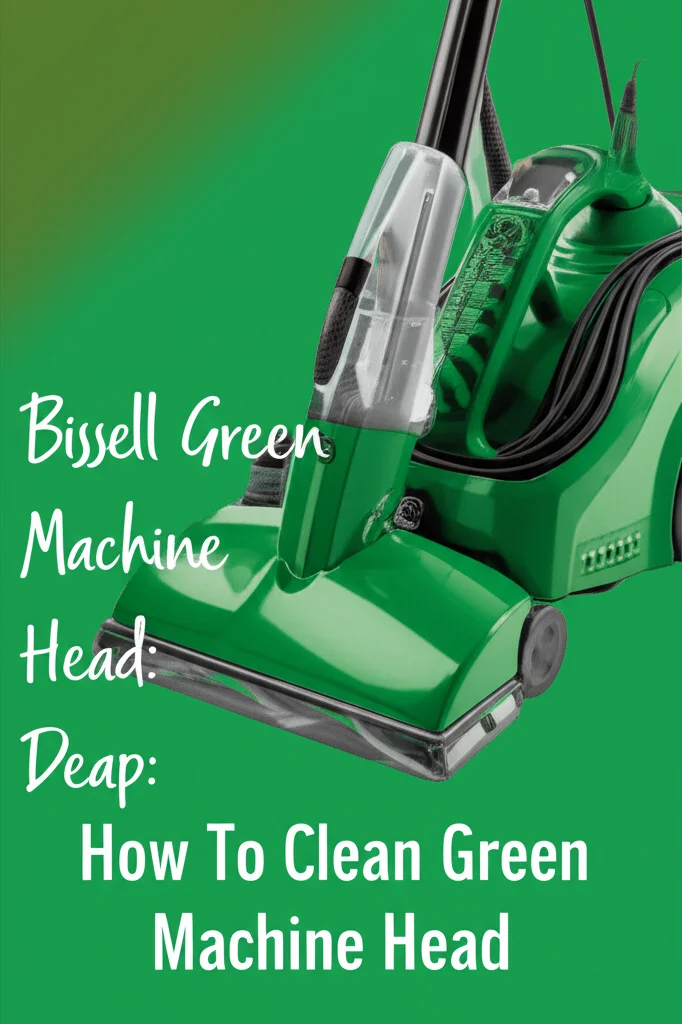 Bissell Green
Machine
Head:
Deap:
How To Clean Green
Machine Head